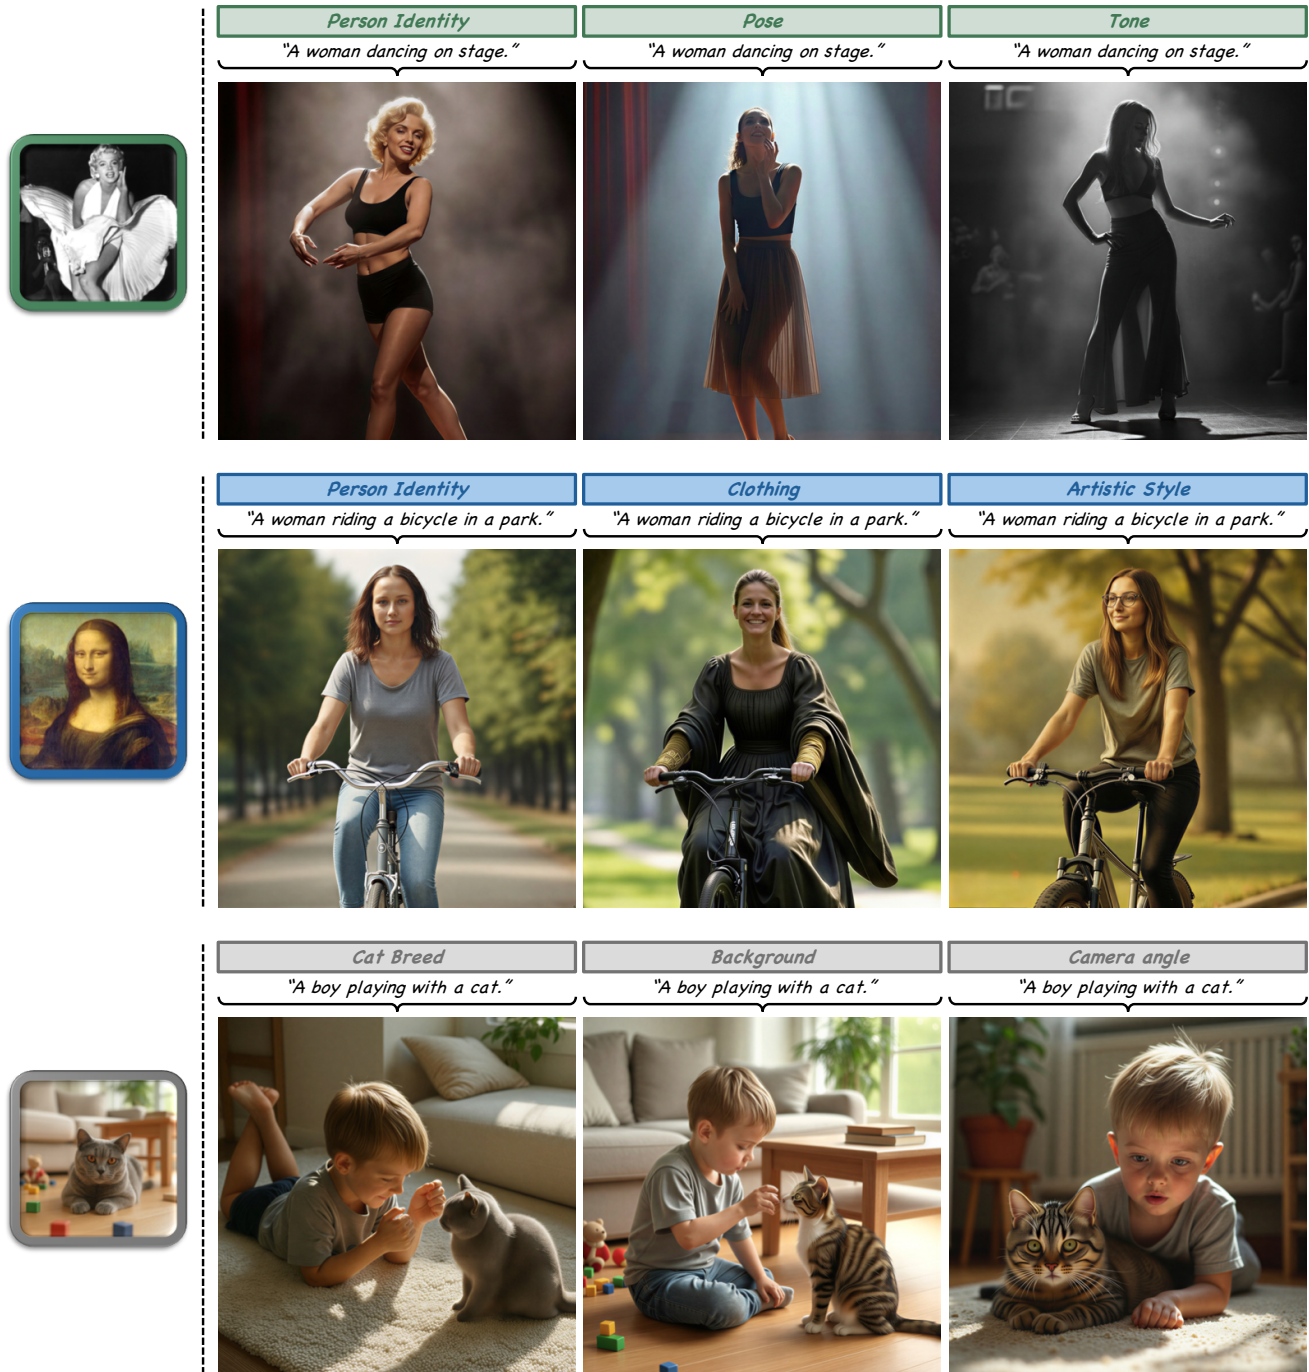 Person Identity
Pose
Tone
“A woman dancing on stage.”
“A woman dancing on stage.”
“A woman dancing on stage.”
Person Identity
Clothing
Artistic Style
“A woman riding a bicycle in a park.”
“A woman riding a bicycle in a park.”
“A woman riding a bicycle in a park.”
Cat Breed
Background
Camera angle
“A boy playing with a cat.”
“A boy playing with a cat.”
“A boy playing with a cat.”